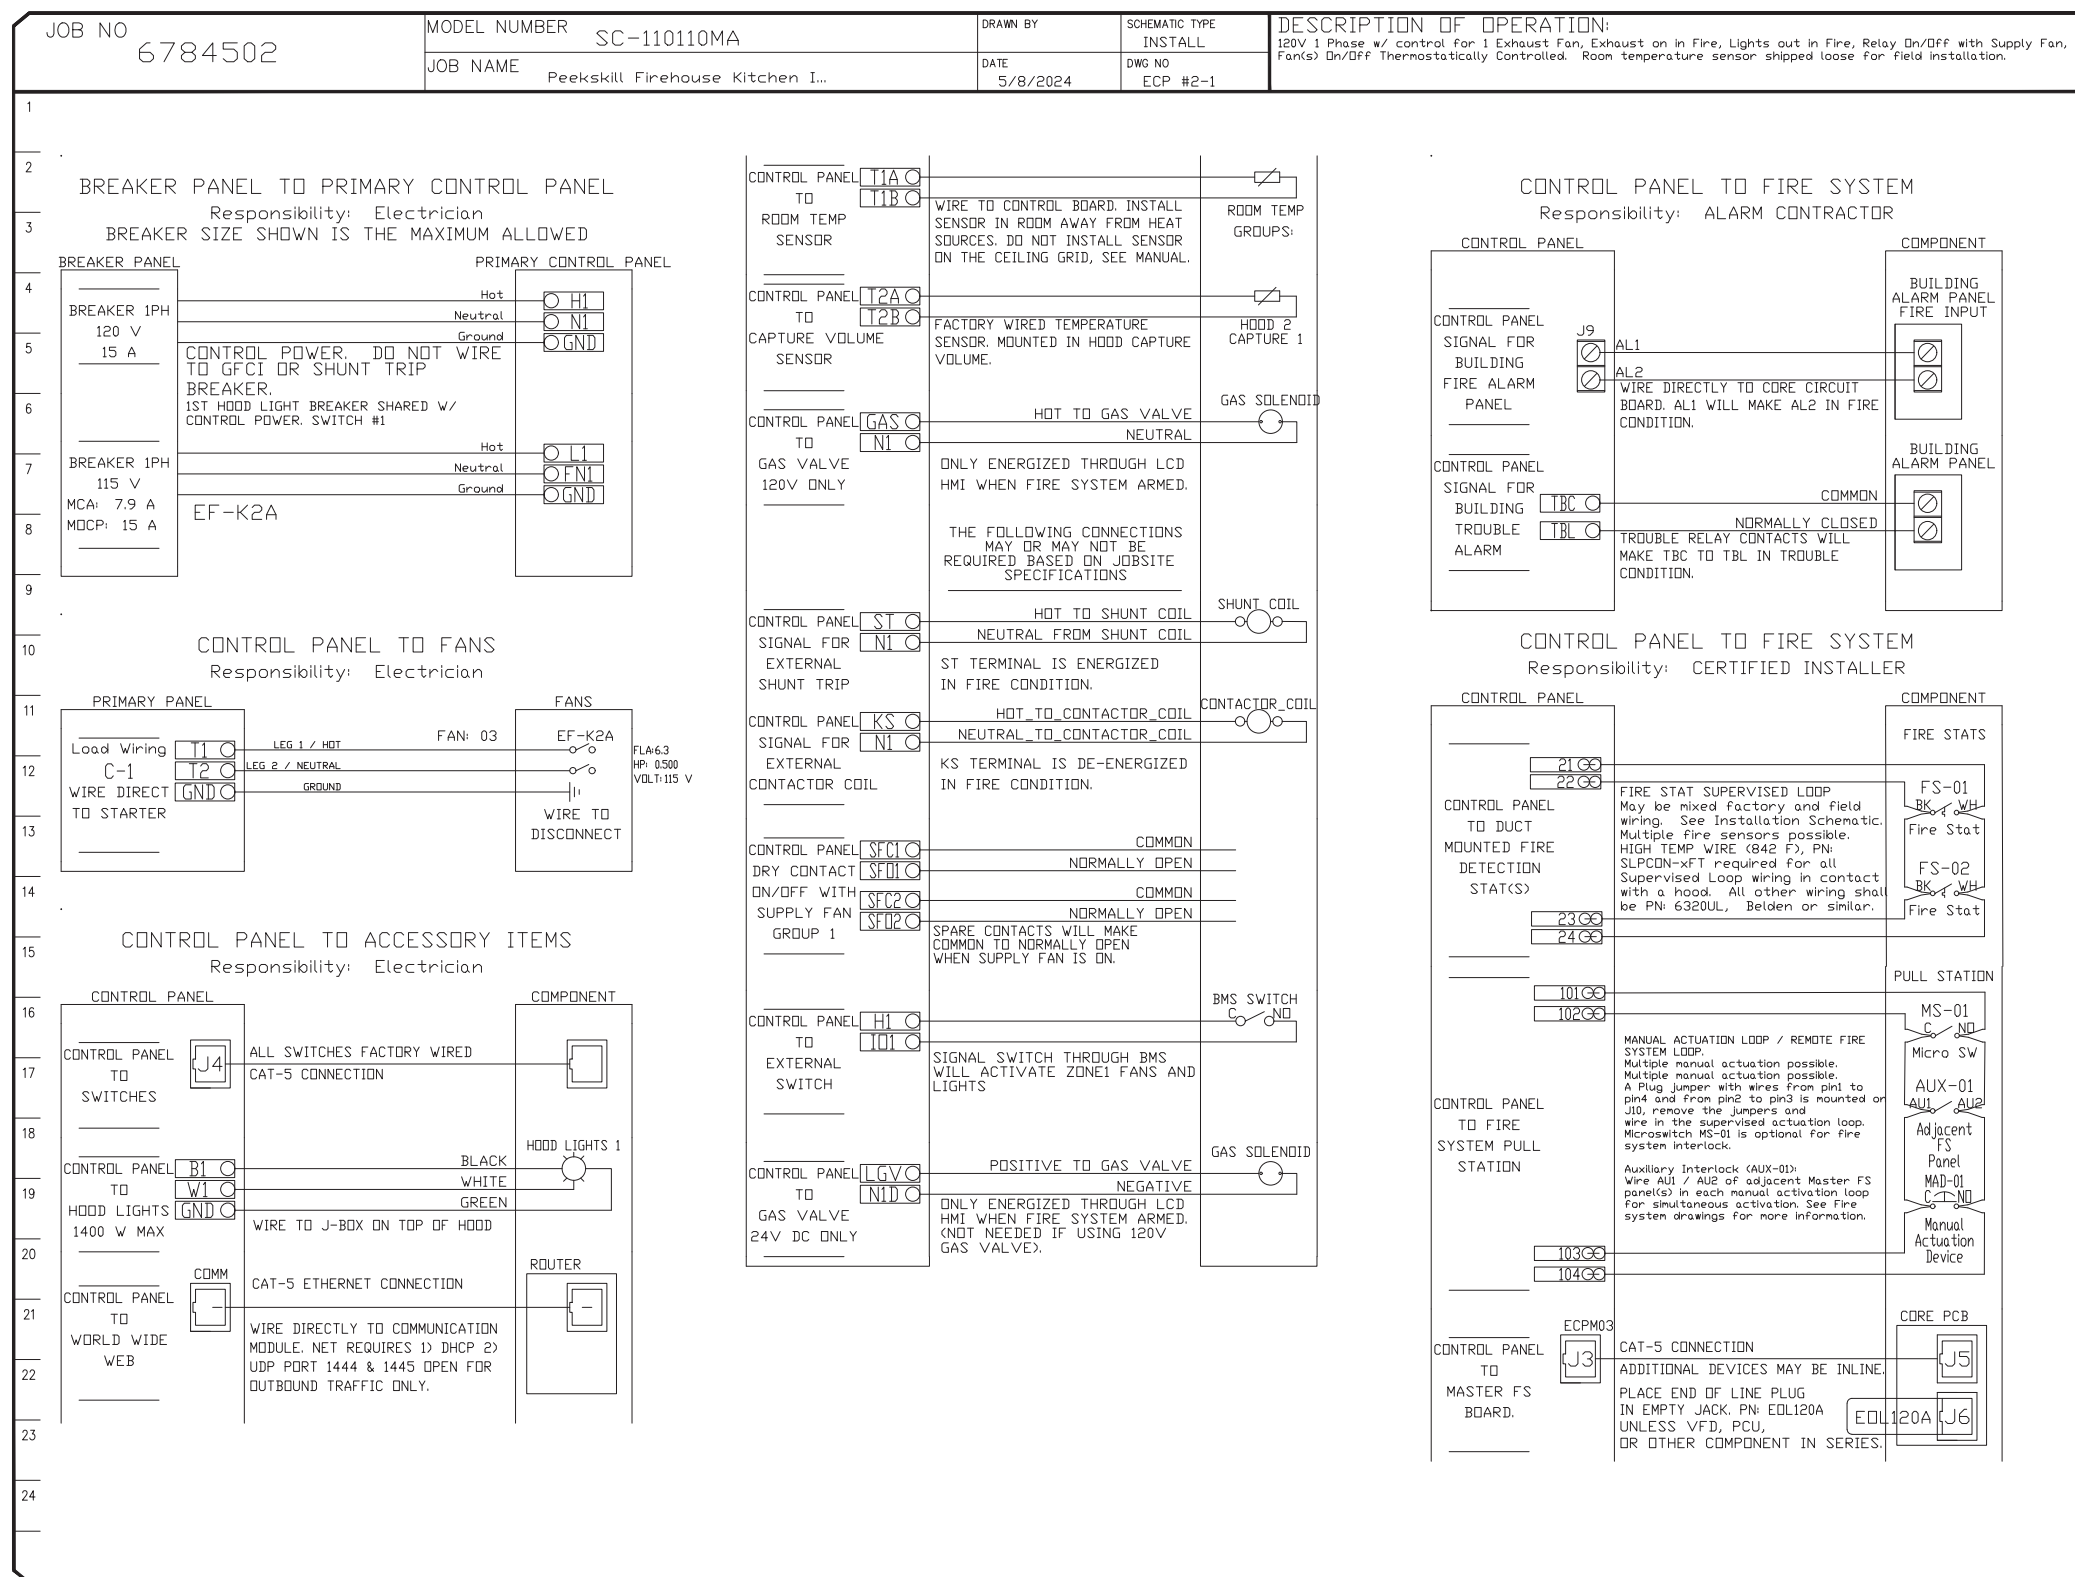 JOB NO
6784502
MODEL NUMBER
SC-110110MA
JOB NAME
Peekskill Firehouse Kitchen I...
DRAWN BY
DATE
5/8/2024
SCHEMATIC TYPE
INSTALL
DWG NO
ECP #2-1
DESCRIPTION OF OPERATION:
120V 1 Phase w/ control for 1 Exhaust Fan, Exhaust on in Fire, Lights out in Fire, Relay On/Off with Supply Fan,
Fan(s) On/Off Thermostatically Controlled. Room temperature sensor shipped loose for field installation.
1
2
3
4
5
6
7
8
9
10
11
12
13
14
15
16
17
18
19
20
21
22
23
24
BREAKER PANEL TO PRIMARY CONTROL PANEL
Responsibility: Electrician
BREAKER SIZE SHOWN IS THE MAXIMUM ALLOWED
BREAKER PANEL
PRIMARY CONTROL PANEL
BREAKER 1PH
120 V
15 A
Hot
H1
Neutral
N1
Ground
GND
CONTROL POWER. DO NOT WIRE
TO GFCI OR SHUNT TRIP
BREAKER.
1ST HOOD LIGHT BREAKER SHARED W/
CONTROL POWER. SWITCH #1
BREAKER 1PH
115 V
MCA: 7.9 A
MOCP: 15 A
Hot
L1
Neutral
FN1
Ground
GND
EF-K2A
CONTROL PANEL TO FANS
Responsibility: Electrician
PRIMARY PANEL
FANS
Load Wiring
C-1
WIRE DIRECT
TO STARTER
T1
T2
GND
LEG 1 / HOT
LEG 2 / NEUTRAL
GROUND
FAN: 03
EF-K2A
FLA:6.3
HP: 0.500
VOLT:115 V
WIRE TO
DISCONNECT
CONTROL PANEL TO ACCESSORY ITEMS
Responsibility: Electrician
CONTROL PANEL
COMPONENT
CONTROL PANEL
TO
SWITCHES
J4
ALL SWITCHES FACTORY WIRED
CAT-5 CONNECTION
CONTROL PANEL
TO
HOOD LIGHTS
1400 W MAX
B1
W1
GND
BLACK
WHITE
GREEN
HOOD LIGHTS 1
WIRE TO J-BOX ON TOP OF HOOD
CONTROL PANEL
TO
WORLD WIDE
WEB
COMM
CAT-5 ETHERNET CONNECTION
ROUTER
WIRE DIRECTLY TO COMMUNICATION
MODULE. NET REQUIRES 1) DHCP 2)
UDP PORT 1444 & 1445 OPEN FOR
OUTBOUND TRAFFIC ONLY.
CONTROL PANEL
TO
ROOM TEMP
SENSOR
T1A
T1B
WIRE TO CONTROL BOARD. INSTALL
SENSOR IN ROOM AWAY FROM HEAT
SOURCES. DO NOT INSTALL SENSOR
ON THE CEILING GRID, SEE MANUAL.
ROOM TEMP
GROUPS:
CONTROL PANEL
TO
CAPTURE VOLUME
SENSOR
T2A
T2B
FACTORY WIRED TEMPERATURE
SENSOR. MOUNTED IN HOOD CAPTURE
VOLUME.
HOOD 2
CAPTURE 1
CONTROL PANEL
TO
GAS VALVE
120V ONLY
GAS
N1
HOT TO GAS VALVE
NEUTRAL
GAS SOLENOID
ONLY ENERGIZED THROUGH LCD
HMI WHEN FIRE SYSTEM ARMED.
THE FOLLOWING CONNECTIONS
MAY OR MAY NOT BE
REQUIRED BASED ON JOBSITE
SPECIFICATIONS
CONTROL PANEL
SIGNAL FOR
EXTERNAL
SHUNT TRIP
ST
N1
HOT TO SHUNT COIL
NEUTRAL FROM SHUNT COIL
SHUNT COIL
ST TERMINAL IS ENERGIZED
IN FIRE CONDITION.
CONTROL PANEL
SIGNAL FOR
EXTERNAL
CONTACTOR COIL
KS
N1
HOT_TO_CONTACTOR_COIL
NEUTRAL_TO_CONTACTOR_COIL
CONTACTOR_COIL
KS TERMINAL IS DE-ENERGIZED
IN FIRE CONDITION.
CONTROL PANEL
DRY CONTACT
ON/OFF WITH
SUPPLY FAN
GROUP 1
SFC1
SFO1
SFC2
SFO2
COMMON
NORMALLY OPEN
COMMON
NORMALLY OPEN
SPARE CONTACTS WILL MAKE
COMMON TO NORMALLY OPEN
WHEN SUPPLY FAN IS ON.
CONTROL PANEL
TO
EXTERNAL
SWITCH
H1
IO1
BMS SWITCH
C NO
SIGNAL SWITCH THROUGH BMS
WILL ACTIVATE ZONE1 FANS AND
LIGHTS
CONTROL PANEL
TO
GAS VALVE
24V DC ONLY
LGV
N1D
POSITIVE TO GAS VALVE
NEGATIVE
GAS SOLENOID
ONLY ENERGIZED THROUGH LCD
HMI WHEN FIRE SYSTEM ARMED.
(NOT NEEDED IF USING 120V
GAS VALVE).
CONTROL PANEL TO FIRE SYSTEM
Responsibility: ALARM CONTRACTOR
CONTROL PANEL
COMPONENT
CONTROL PANEL
SIGNAL FOR
BUILDING
FIRE ALARM
PANEL
J9
AL1
AL2
WIRE DIRECTLY TO CORE CIRCUIT
BOARD. AL1 WILL MAKE AL2 IN FIRE
CONDITION.
BUILDING
ALARM PANEL
FIRE INPUT
CONTROL PANEL
SIGNAL FOR
BUILDING
TROUBLE
ALARM
TBC
TBL
COMMON
NORMALLY CLOSED
TROUBLE RELAY CONTACTS WILL
MAKE TBC TO TBL IN TROUBLE
CONDITION.
BUILDING
ALARM PANEL
CONTROL PANEL TO FIRE SYSTEM
Responsibility: CERTIFIED INSTALLER
CONTROL PANEL
COMPONENT
CONTROL PANEL
TO DUCT
MOUNTED FIRE
DETECTION
STAT(S)
21
22
23
24
FIRE STAT SUPERVISED LOOP
May be mixed factory and field
wiring. See Installation Schematic.
Multiple fire sensors possible.
HIGH TEMP WIRE (842 F), PN:
SLPCON-xFT required for all
Supervised Loop wiring in contact
with a hood. All other wiring shall
be PN: 6320UL, Belden or similar.
FIRE STATS
FS-01
BK WH
Fire Stat
FS-02
BK WH
Fire Stat
CONTROL PANEL
TO FIRE
SYSTEM PULL
STATION
101
102
103
104
MANUAL ACTUATION LOOP / REMOTE FIRE
SYSTEM LOOP.
Multiple manual actuation possible.
Multiple manual actuation possible.
A Plug jumper with wires from pin1 to
pin4 and from pin2 to pin3 is mounted on
J10, remove the jumpers and
wire in the supervised actuation loop.
Microswitch MS-01 is optional for fire
system interlock.
Auxiliary Interlock (AUX-01):
Wire AU1 / AU2 of adjacent Master FS
panel(s) in each manual activation loop
for simultaneous activation. See Fire
system drawings for more information.
PULL STATION
MS-01
C NO
Micro SW
AUX-01
AU1 AU2
Adjacent
FS
Panel
MAD-01
C NO
Manual
Actuation
Device
CONTROL PANEL
TO
MASTER FS
BOARD.
ECPM03
J3
CAT-5 CONNECTION
ADDITIONAL DEVICES MAY BE INLINE.
PLACE END OF LINE PLUG
IN EMPTY JACK. PN: EOL120A
UNLESS VFD, PCU,
OR OTHER COMPONENT IN SERIES.
CORE PCB
J5
EOL120A J6